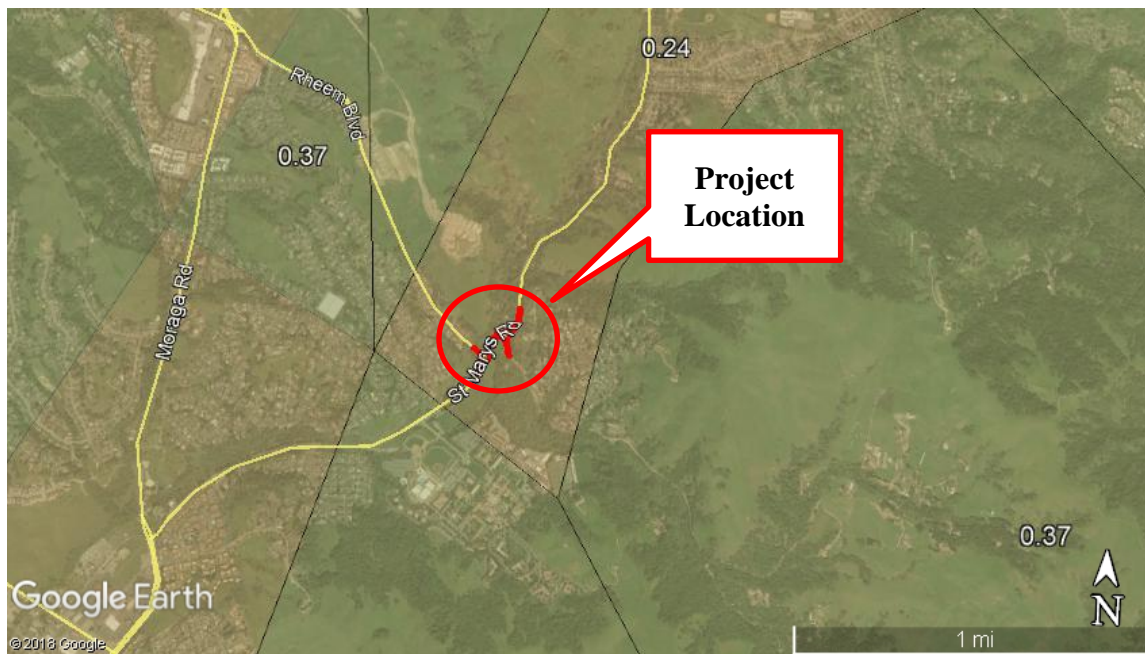 0.24
Rheem Blvd
0.37
Project
Location
Moraga Rd
St Marys Rd
0.37
Google Earth
N
© 2018 Google
1 mi